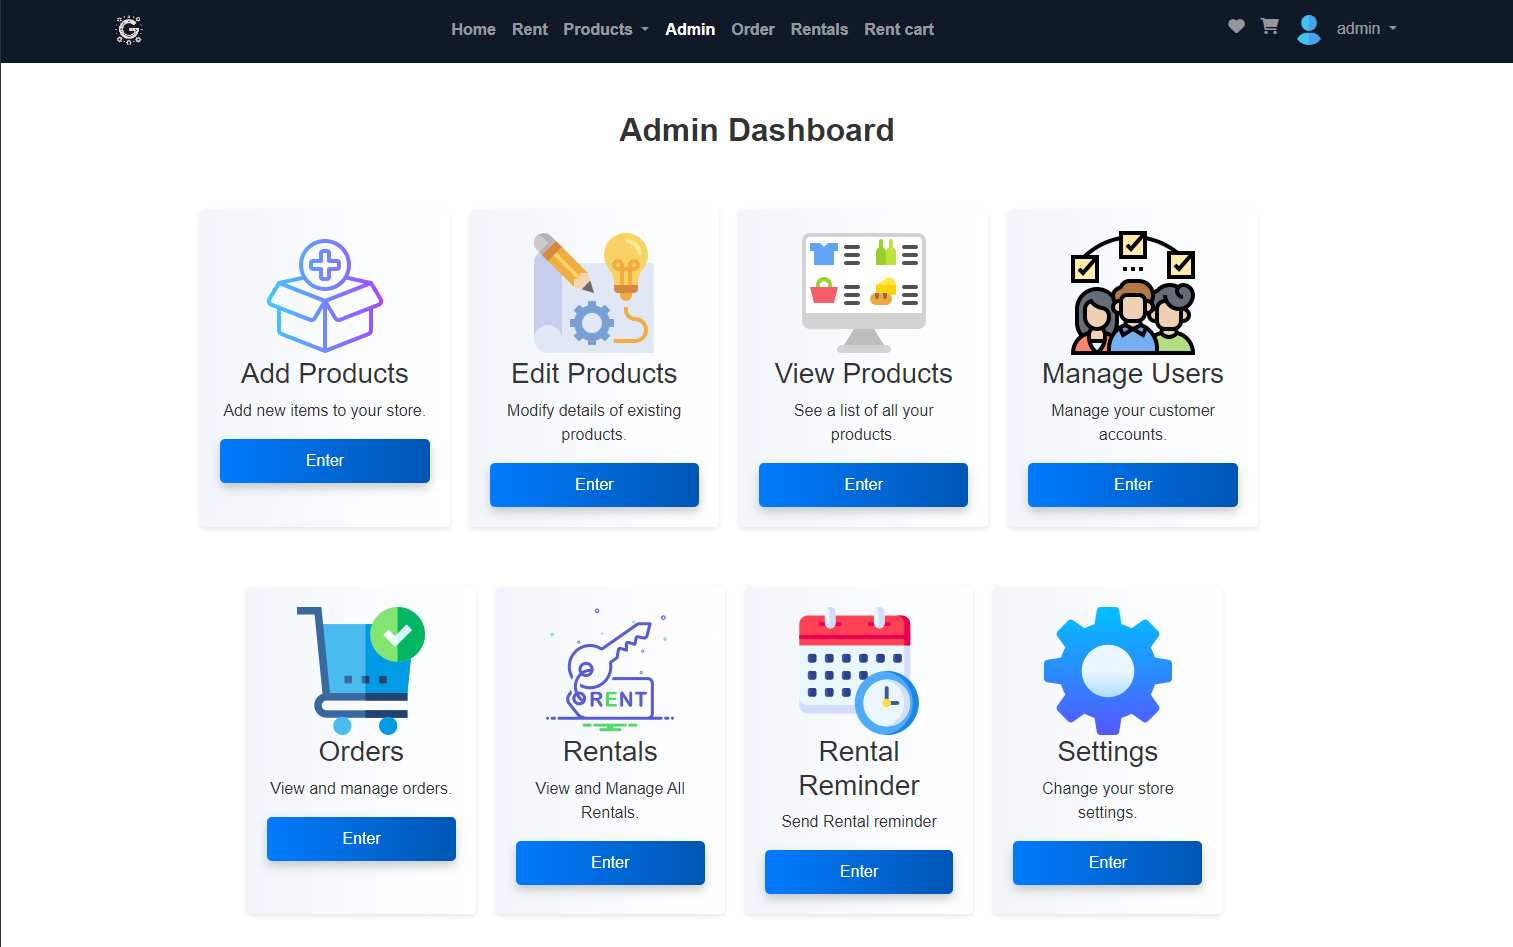 Home Rent Products Admin Order Rentals Rent cart admin
Admin Dashboard
Add Products
Add new items to your store.
Enter
Edit Products
Modify details of existing
products.
Enter
View Products
See a list of all your
products.
Enter
Manage Users
Manage your customer
accounts.
Enter
Orders
View and manage orders.
Enter
RENT
Rentals
View and Manage All
Rentals.
Enter
Rental
Reminder
Send Rental reminder
Enter
Settings
Change your store
settings.
Enter